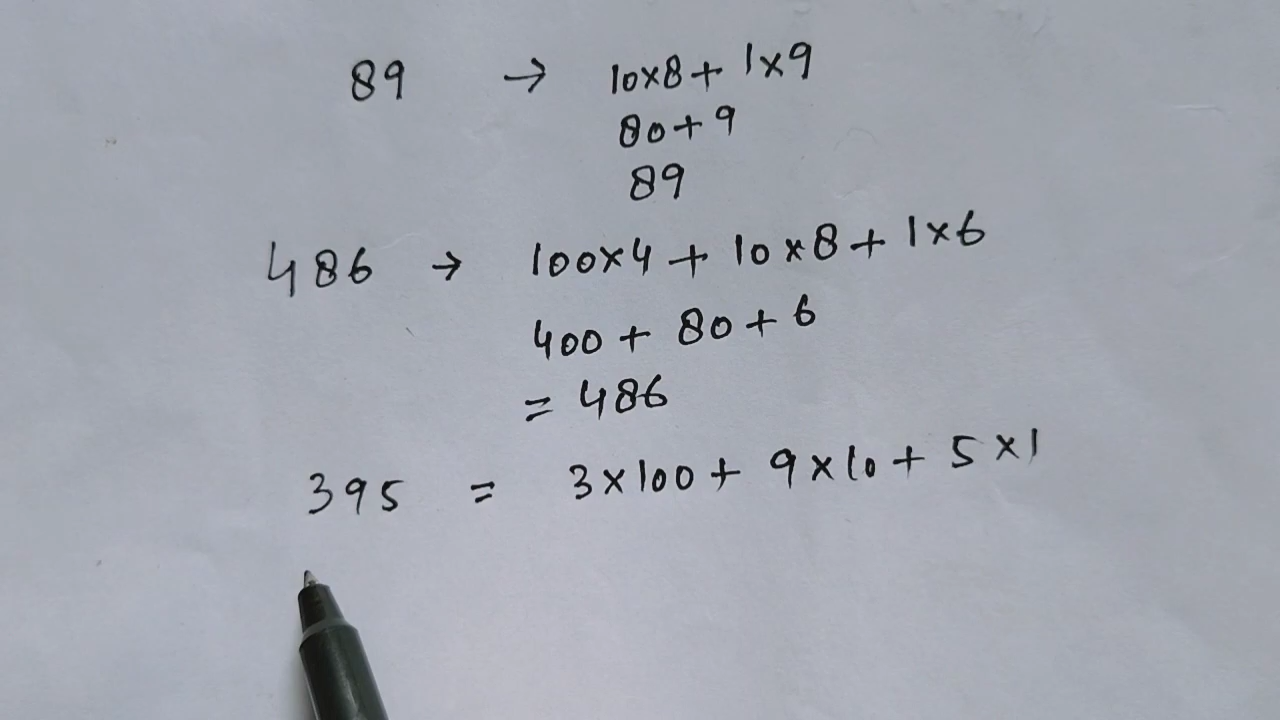 89 → 10×8 + 1×9
80 + 9
89
486 → 100×4 + 10×8 + 1×6
400 + 80 + 6
= 486
395 = 3×100 + 9×10 + 5×1